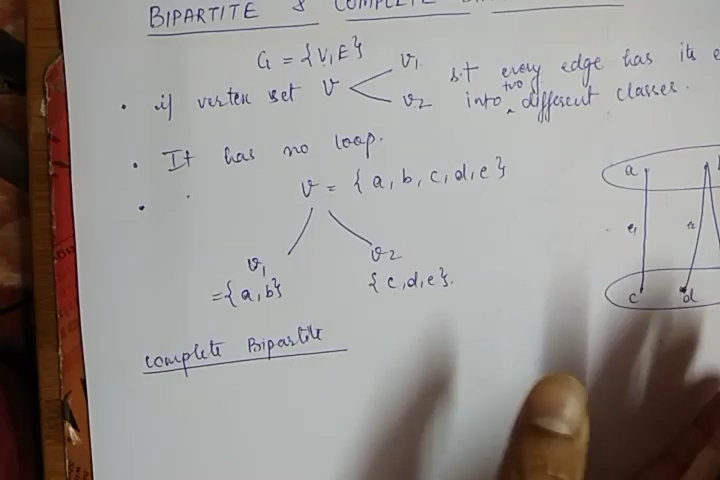 BIPARTITE & COMPLETE
G = {V, E}
. if vertex set V V1 V2 s.t every edge has its
into two different classes.
. It has no loop.
. V = {a, b, c, d, e}
V1 V2
= {a, b} {c, d, e}.
a
e1
c d
Complete Bipartite